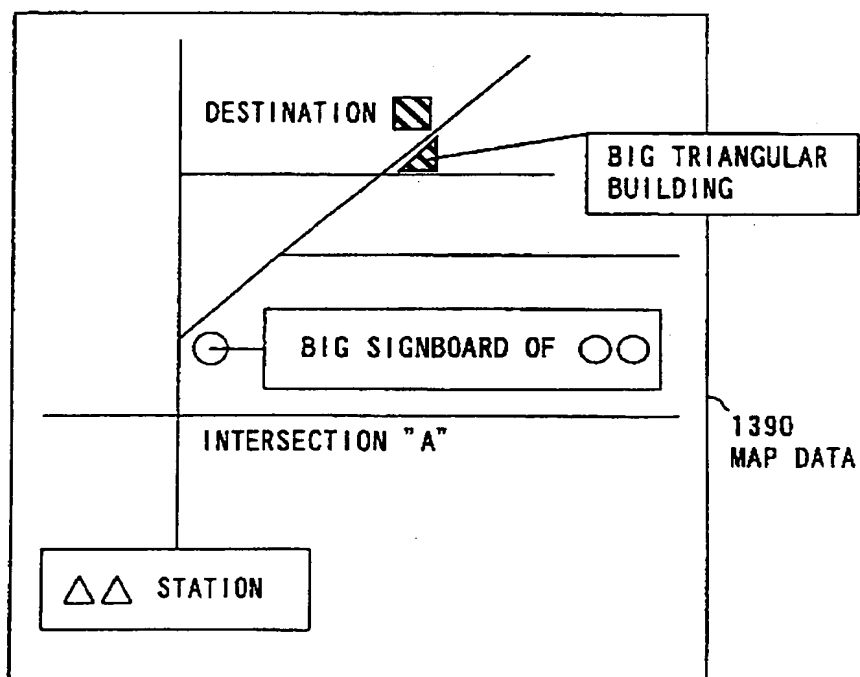 DESTINATION
BIG TRIANGULAR
BUILDING
BIG SIGNBOARD OF ○○
INTERSECTION "A"
1390
MAP DATA
△△ STATION